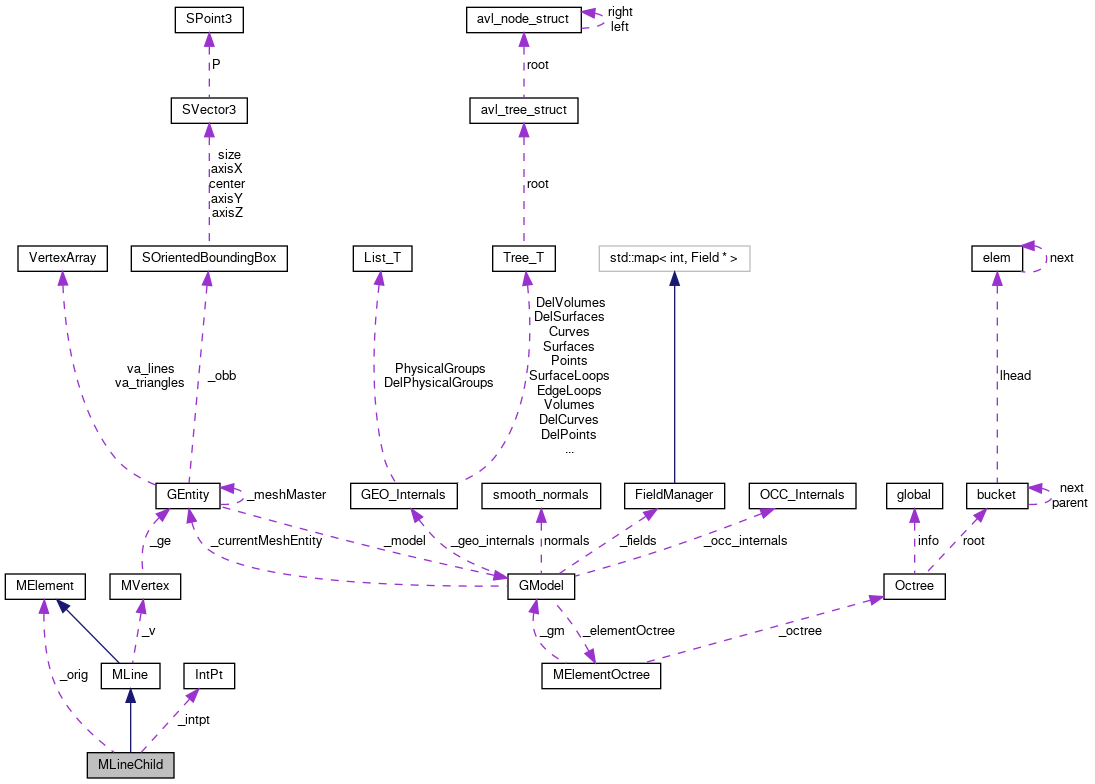 SPoint3
avl_node_struct
right
left
P
root
SVector3
avl_tree_struct
size
axisX
center
axisY
axisZ
root
VertexArray
SOrientedBoundingBox
List_T
Tree_T
std::map< int, Field * >
elem
next
va_lines
va_triangles
_obb
PhysicalGroups
DelPhysicalGroups
DelVolumes
DelSurfaces
Curves
Surfaces
Points
SurfaceLoops
EdgeLoops
Volumes
DelCurves
DelPoints
...
lhead
GEntity
_meshMaster
GEO_Internals
smooth_normals
FieldManager
OCC_Internals
global
bucket
next
parent
_ge
_currentMeshEntity
_model
_geo_internals
normals
_fields
_occ_internals
info
root
MElement
MVertex
GModel
Octree
_v
_gm
_elementOctree
_octree
_orig
MLine
IntPt
MElementOctree
_intpt
MLineChild